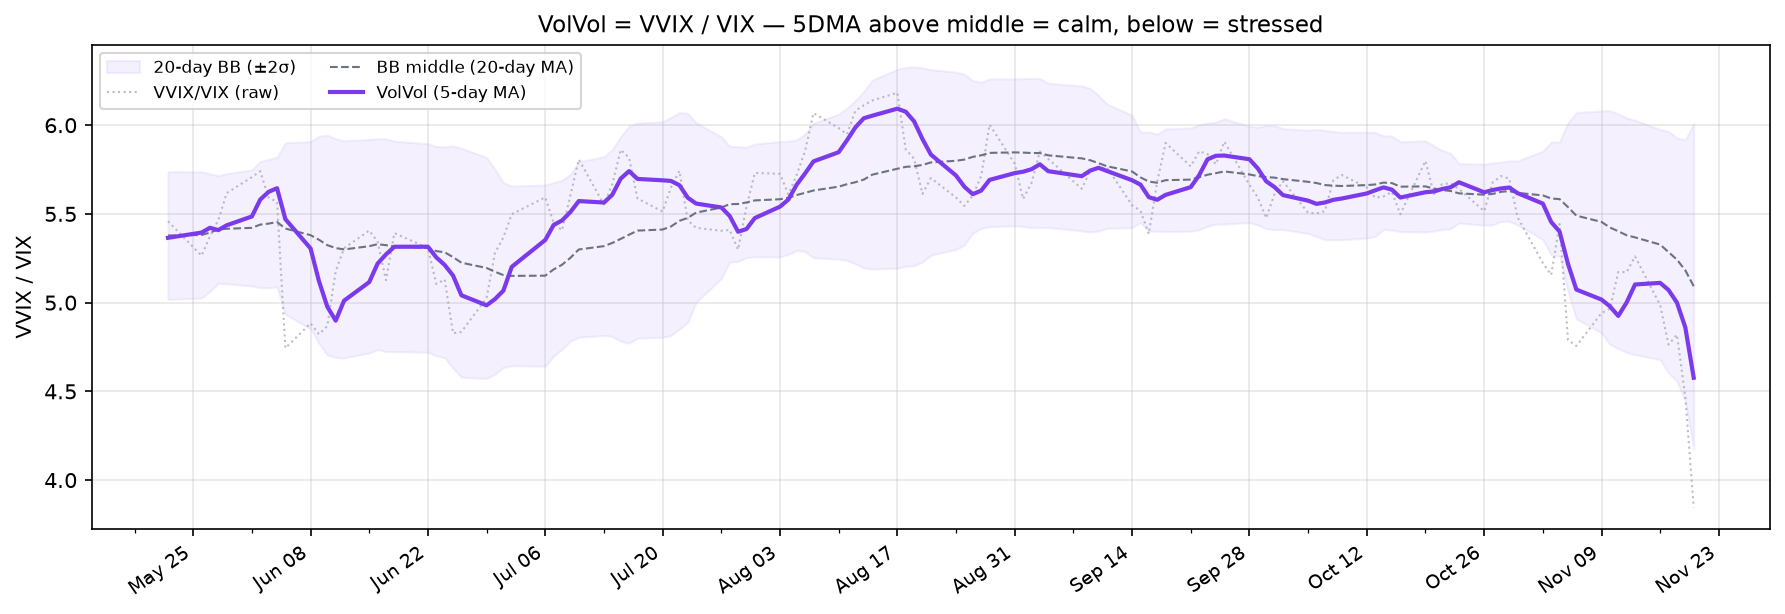 VolVol = VVIX / VIX — 5DMA above middle = calm, below = stressed
20-day BB (±2σ)
VVIX/VIX (raw)
BB middle (20-day MA)
VolVol (5-day MA)
VVIX / VIX
6.0
5.5
5.0
4.5
4.0
May 25
Jun 08
Jun 22
Jul 06
Jul 20
Aug 03
Aug 17
Aug 31
Sep 14
Sep 28
Oct 12
Oct 26
Nov 09
Nov 23